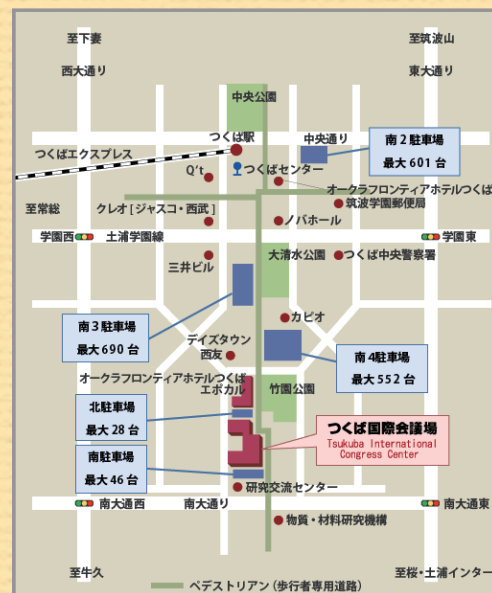 至下妻
至筑波山
西大通り
東大通り
中央公園
つくば駅
中央通り
南2駐車場
最大601台
つくばエクスプレス
つくばセンター
Q't
オークラフロンティアホテルつくば
筑波学園郵便局
至常総
クレオ[ジャスコ・西武]
ノバホール
学園西
土浦学園線
学園東
三井ビル
大清水公園
つくば中央警察署
南3駐車場
最大690台
カピオ
デイズタウン
西友
南4駐車場
最大552台
オークラフロンティアホテルつくば
エポカル
竹園公園
北駐車場
最大28台
つくば国際会議場
Tsukuba International
Congress Center
南駐車場
最大46台
研究交流センター
南大通西
南大通り
南大通東
物質・材料研究機構
至牛久
至桜・土浦インター
ペデストリアン(歩行者専用道路)